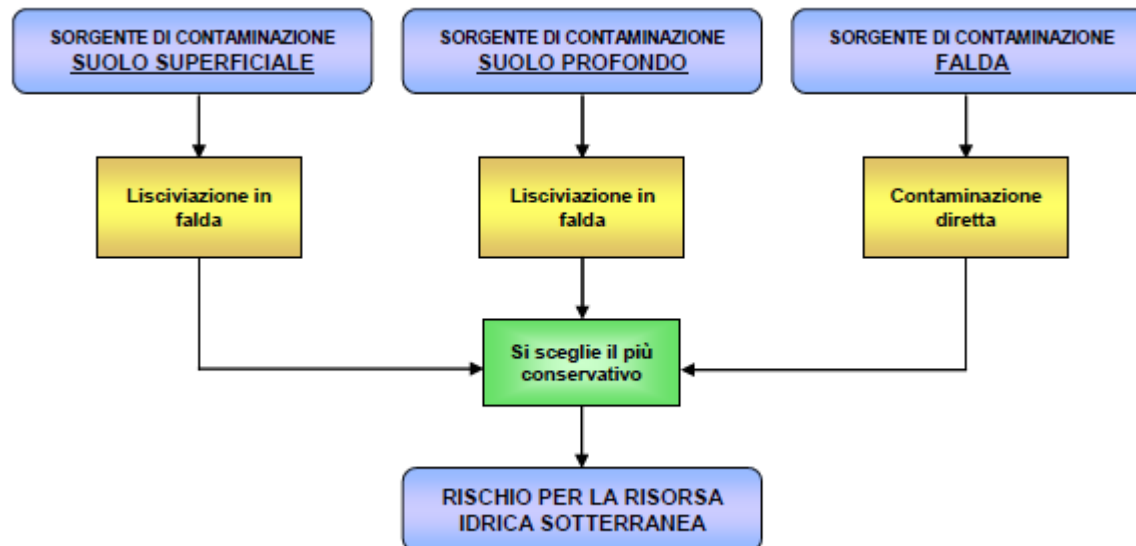 SORGENTE DI CONTAMINAZIONE
SUOLO SUPERFICIALE
SORGENTE DI CONTAMINAZIONE
SUOLO PROFONDO
SORGENTE DI CONTAMINAZIONE
FALDA
Lisciviazione in
falda
Lisciviazione in
falda
Contaminazione
diretta
Si sceglie il più
conservativo
RISCHIO PER LA RISORSA
IDRICA SOTTERRANEA